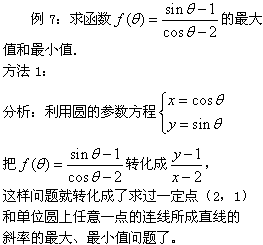 例 7：求函数 $f(\theta)=\frac{\sin\theta-1}{\cos\theta-2}$ 的最大
值和最小值.
方法 1：
分析：利用圆的参数方程 $\begin{cases}x=\cos\theta\\y=\sin\theta\end{cases}$
把 $f(\theta)=\frac{\sin\theta-1}{\cos\theta-2}$ 转化成 $\frac{y-1}{x-2}$，
这样问题就转化成了求过一定点（2，1）
和单位圆上任意一点的连线所成直线的
斜率的最大、最小值问题了。